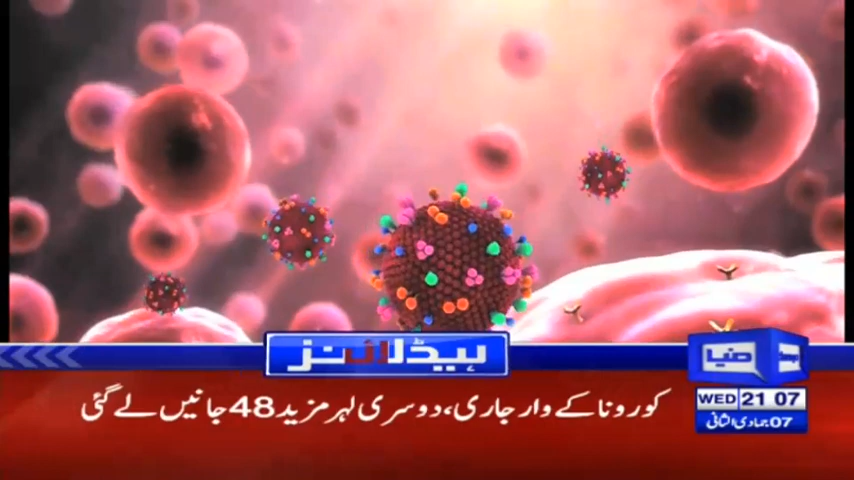 ہیڈلائنز
کورونا کے وار جاری، دوسری لہر مزید 48 جانیں لے گئی
دنیا
WED 21 07
07 جمادی الثانی